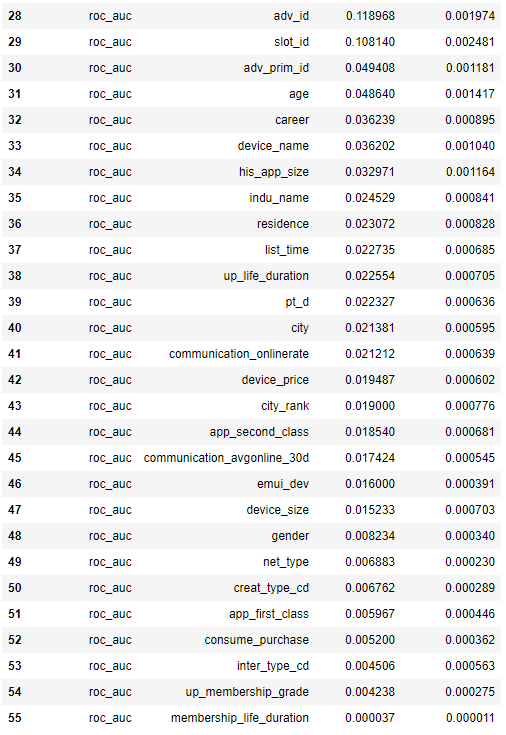 28 roc_auc adv_id 0.118968 0.001974
29 roc_auc slot_id 0.108140 0.002481
30 roc_auc adv_prim_id 0.049408 0.001181
31 roc_auc age 0.048640 0.001417
32 roc_auc career 0.036239 0.000895
33 roc_auc device_name 0.036202 0.001040
34 roc_auc his_app_size 0.032971 0.001164
35 roc_auc indu_name 0.024529 0.000841
36 roc_auc residence 0.023072 0.000828
37 roc_auc list_time 0.022735 0.000685
38 roc_auc up_life_duration 0.022554 0.000705
39 roc_auc pt_d 0.022327 0.000636
40 roc_auc city 0.021381 0.000595
41 roc_auc communication_onlinerate 0.021212 0.000639
42 roc_auc device_price 0.019487 0.000602
43 roc_auc city_rank 0.019000 0.000776
44 roc_auc app_second_class 0.018540 0.000681
45 roc_auc communication_avgonline_30d 0.017424 0.000545
46 roc_auc emui_dev 0.016000 0.000391
47 roc_auc device_size 0.015233 0.000703
48 roc_auc gender 0.008234 0.000340
49 roc_auc net_type 0.006883 0.000230
50 roc_auc creat_type_cd 0.006762 0.000289
51 roc_auc app_first_class 0.005967 0.000446
52 roc_auc consume_purchase 0.005200 0.000362
53 roc_auc inter_type_cd 0.004506 0.000563
54 roc_auc up_membership_grade 0.004238 0.000275
55 roc_auc membership_life_duration 0.000037 0.000011